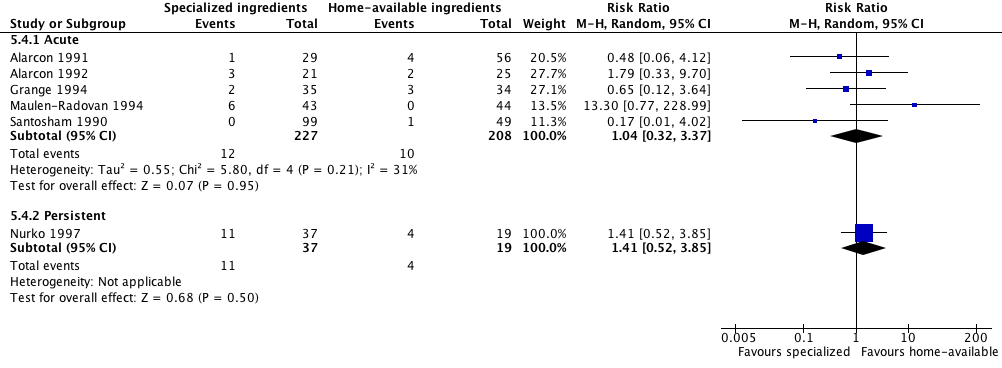 Specialized ingredients Home-available ingredients Risk Ratio Risk Ratio
Study or Subgroup Events Total Events Total Weight M-H, Random, 95% CI M-H, Random, 95% CI
5.4.1 Acute
Alarcon 1991 1 29 4 56 20.5% 0.48 [0.06, 4.12]
Alarcon 1992 3 21 2 25 27.7% 1.79 [0.33, 9.70]
Grange 1994 2 35 3 34 27.1% 0.65 [0.12, 3.64]
Maulen-Radovan 1994 6 43 0 44 13.5% 13.30 [0.77, 228.99]
Santosham 1990 0 99 1 49 11.3% 0.17 [0.01, 4.02]
Subtotal (95% CI) 227 208 100.0% 1.04 [0.32, 3.37]
Total events 12 10
Heterogeneity: Tau² = 0.55; Chi² = 5.80, df = 4 (P = 0.21); I² = 31%
Test for overall effect: Z = 0.07 (P = 0.95)
5.4.2 Persistent
Nurko 1997 11 37 4 19 100.0% 1.41 [0.52, 3.85]
Subtotal (95% CI) 37 19 100.0% 1.41 [0.52, 3.85]
Total events 11 4
Heterogeneity: Not applicable
Test for overall effect: Z = 0.68 (P = 0.50)
0.005 0.1 1 10 200
Favours specialized Favours home-available